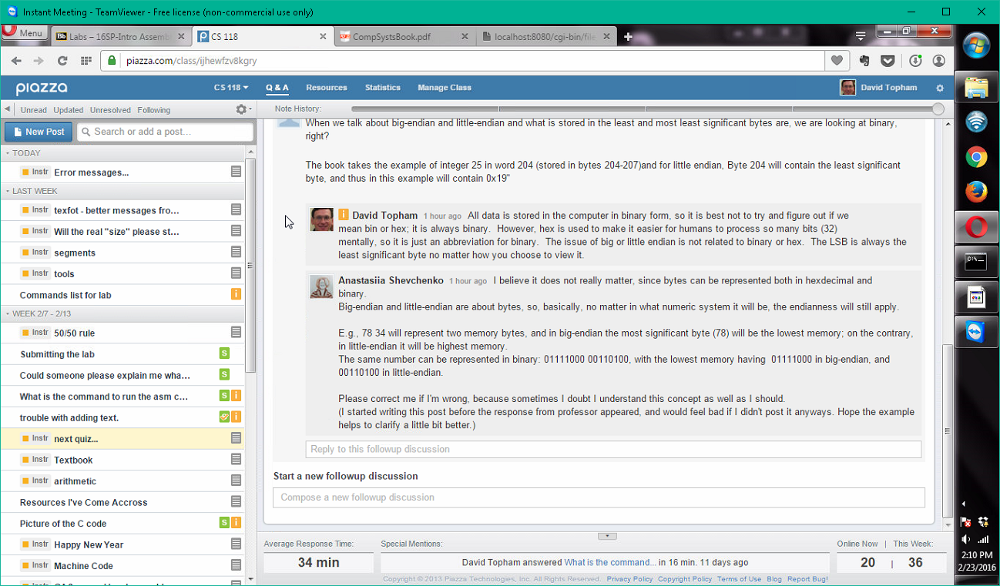 Instant Meeting - TeamViewer - Free license (non-commercial use only)
Menu
Labs – 16SP-Intro Assemb
CS 118
CompSystsBook.pdf
localhost:8080/cgi-bin/file
piazza.com/class/ijhewfzv8kgry
piazza
CS 118
Q & A
Resources
Statistics
Manage Class
David Topham
Unread Updated Unresolved Following
Note History:
New Post
Search or add a post...
TODAY
Instr Error messages...
LAST WEEK
Instr texfot - better messages fro...
Instr Will the real "size" please st...
Instr segments
Instr tools
Commands list for lab i
WEEK 2/7 - 2/13
Instr 50/50 rule
Submitting the lab S
Could someone please explain me wha... S
What is the command to run the asm c... S i
trouble with adding text. i
Instr next quiz...
Instr Textbook
Instr arithmetic
Resources I've Come Accross
Picture of the C code S i
Instr Happy New Year
Instr Machine Code
When we talk about big-endian and little-endian and what is stored in the least and most least significant bytes are, we are looking at binary,
right?
The book takes the example of integer 25 in word 204 (stored in bytes 204-207)and for little endian, Byte 204 will contain the least significant
byte, and thus in this example will contain 0x19"
i David Topham 1 hour ago All data is stored in the computer in binary form, so it is best not to try and figure out if we
mean bin or hex; it is always binary. However, hex is used to make it easier for humans to process so many bits (32)
mentally, so it is just an abbreviation for binary. The issue of big or little endian is not related to binary or hex. The LSB is always the
least significant byte no matter how you choose to view it.
Anastasiia Shevchenko 1 hour ago I believe it does not really matter, since bytes can be represented both in hexdecimal and
binary.
Big-endian and little-endian are about bytes, so, basically, no matter in what numeric system it will be, the endianness will still apply.
E.g., 78 34 will represent two memory bytes, and in big-endian the most significant byte (78) will be the lowest memory; on the contrary,
in little-endian it will be highest memory.
The same number can be represented in binary: 01111000 00110100, with the lowest memory having 01111000 in big-endian, and
00110100 in little-endian.
Please correct me if I'm wrong, because sometimes I doubt I understand this concept as well as I should.
(I started writing this post before the response from professor appeared, and would feel bad if I didn't post it anyways. Hope the example
helps to clarify a little bit better.)
Reply to this followup discussion
Start a new followup discussion
Compose a new followup discussion
Average Response Time:
34 min
Special Mentions:
David Topham answered What is the command... in 16 min. 11 days ago
Online Now | This Week:
20 | 36
Copyright © 2013 Piazza Technologies, Inc. All Rights Reserved. Privacy Policy Copyright Policy Terms of Use Blog Report Bug!
2:10 PM
2/23/2016